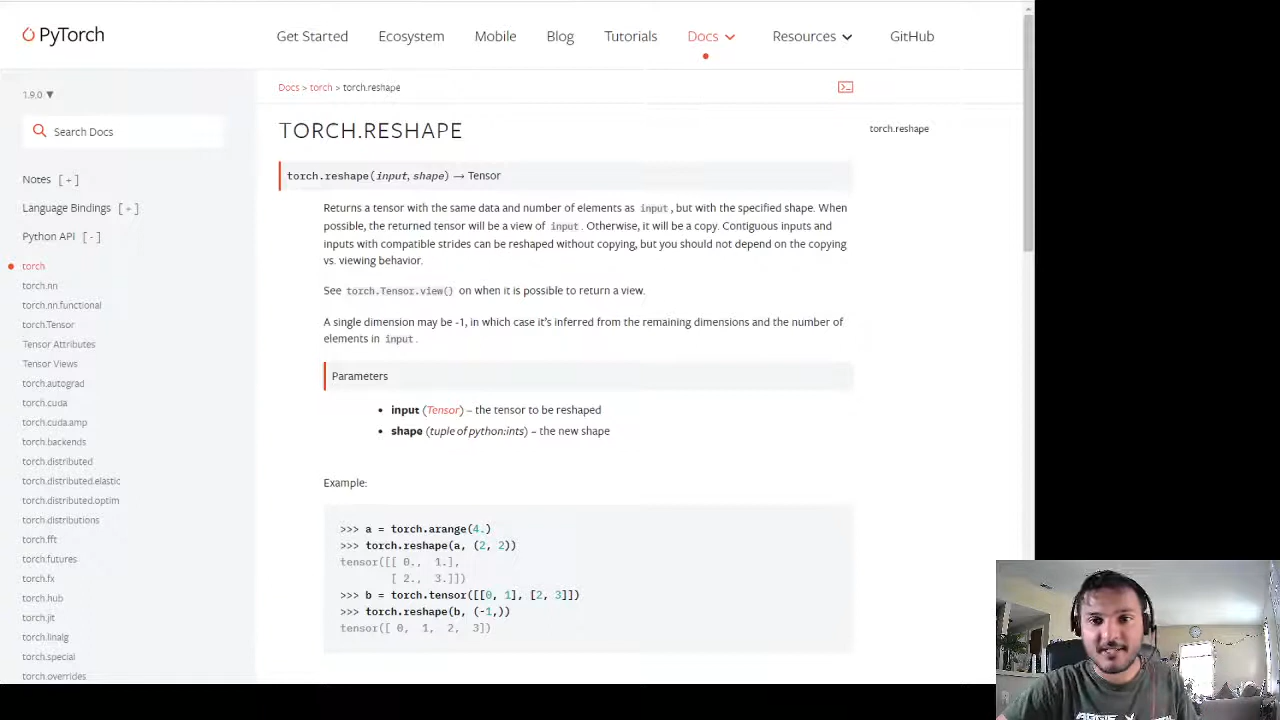 PyTorch
Get Started
Ecosystem
Mobile
Blog
Tutorials
Docs
Resources
GitHub
1.9.0 ▼
Search Docs
Notes [ + ]
Language Bindings [ + ]
Python API [ - ]
torch
torch.nn
torch.nn.functional
torch.Tensor
Tensor Attributes
Tensor Views
torch.autograd
torch.cuda
torch.cuda.amp
torch.backends
torch.distributed
torch.distributed.elastic
torch.distributed.optim
torch.distributions
torch.fft
torch.futures
torch.fx
torch.hub
torch.jit
torch.linalg
torch.special
torch.overrides
Docs > torch > torch.reshape
TORCH.RESHAPE
torch.reshape(input, shape) → Tensor
Returns a tensor with the same data and number of elements as input, but with the specified shape. When
possible, the returned tensor will be a view of input. Otherwise, it will be a copy. Contiguous inputs and
inputs with compatible strides can be reshaped without copying, but you should not depend on the copying
vs. viewing behavior.
See torch.Tensor.view() on when it is possible to return a view.
A single dimension may be -1, in which case it's inferred from the remaining dimensions and the number of
elements in input.
Parameters
• input (Tensor) – the tensor to be reshaped
• shape (tuple of python:ints) – the new shape
Example:
>>> a = torch.arange(4.)
>>> torch.reshape(a, (2, 2))
tensor([[ 0., 1.],
[ 2., 3.]])
>>> b = torch.tensor([[0, 1], [2, 3]])
>>> torch.reshape(b, (-1,))
tensor([ 0, 1, 2, 3])
torch.reshape